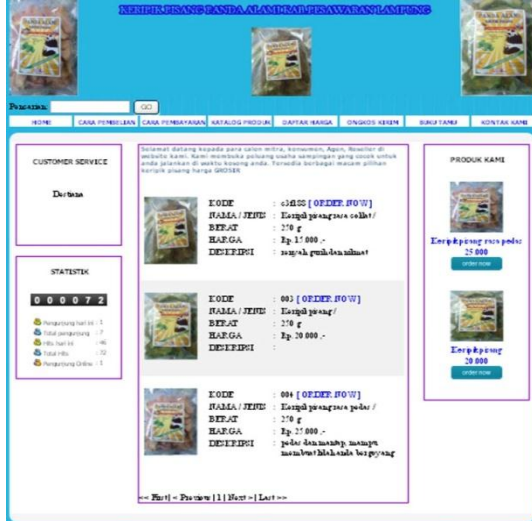 KERIPIK PISANG PANDA ALAMI KAB PESAWARAN LAMPUNG
Pencarian: GO
HOME CARA PEMBELIAN CARA PEMBAYARAN KATALOG PRODUK DAFTAR HARGA ONGKOS KIRIM BUKU TAMU KONTAK KAMI
CUSTOMER SERVICE
Destiana
STATISTIK
000072
Pengunjung hari ini : 1
Total pengunjung : 7
Hits hari ini : 46
Total Hits : 72
Pengunjung Online : 1
Selamat datang kepada para calon mitra, konsumen, Agen, Reseller di
website kami. Kami membuka peluang usaha sampingan yang cocok untuk
anda jalankan di waktu kosong anda. Tersedia berbagai macam pilihan
keripik pisang harga GROSIR
KODE : [ ORDER NOW ]
NAMA / JENIS : Keripik pisang rasa /
BERAT : 250 g
HARGA : Rp. 15.000 ,-
DESKRIPSI : renyah gurih dan nikmat
KODE : 003 [ ORDER NOW ]
NAMA / JENIS : Keripik pisang /
BERAT : 250 g
HARGA : Rp. 20.000 ,-
DESKRIPSI :
KODE : 004 [ ORDER NOW ]
NAMA / JENIS : Keripik pisang rasa pedas /
BERAT : 250 g
HARGA : Rp. 25.000 ,-
DESKRIPSI : pedas dan mantap, mampu
membuat lidah anda bergoyang
<< First | < Previous | 1 | Next > | Last >>
PRODUK KAMI
Keripik pisang rasa pedas
25.000
order now
Keripik pisang
20.000
order now